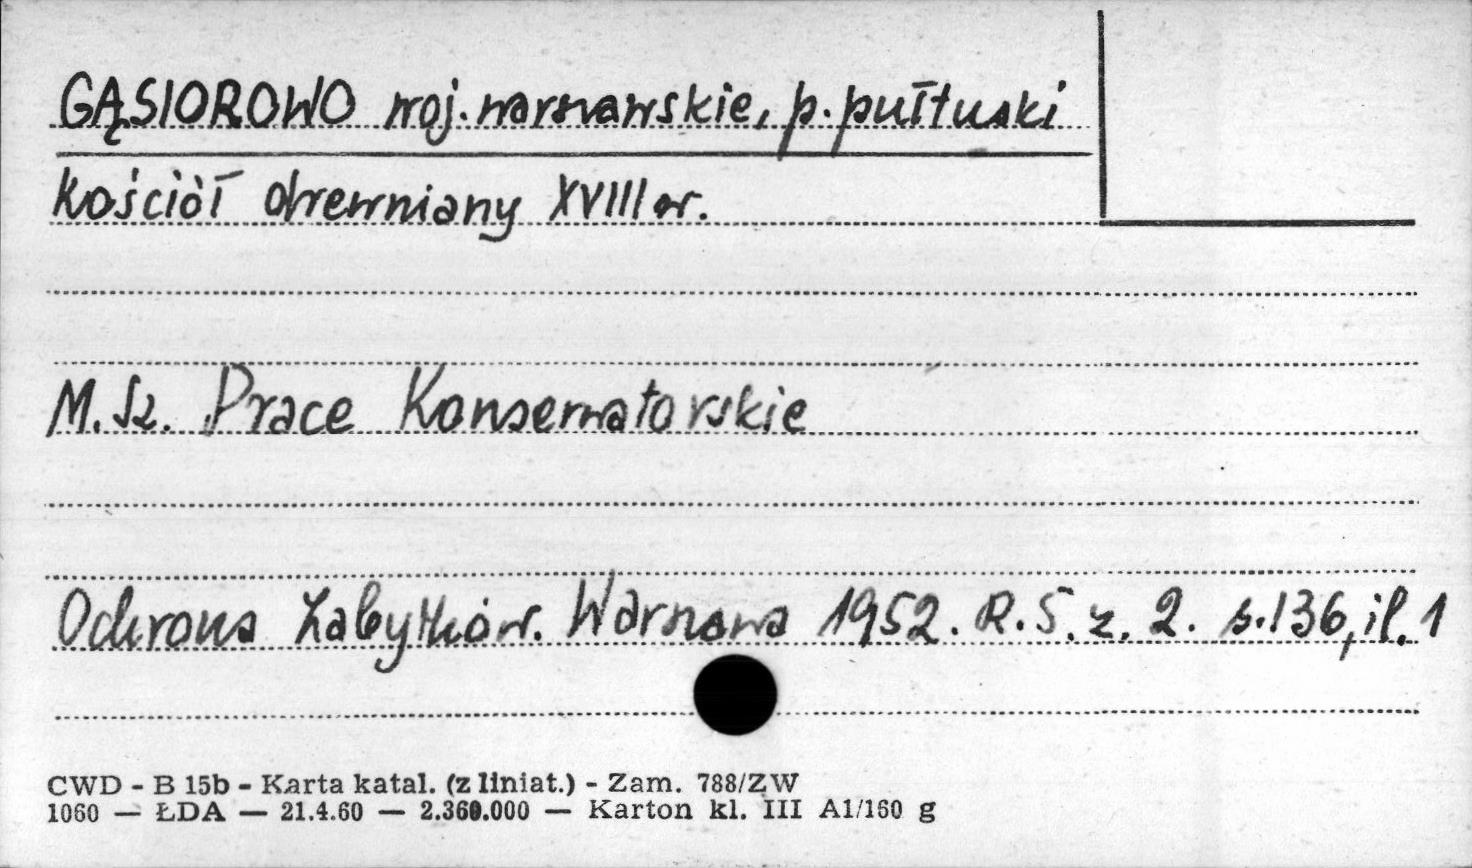 GĄSIOROWO woj. warszawskie, p. pułtuski
Kościół drewniany XVIII w.
M. Sz. Prace Konserwatorskie
Ochrona Zabytków. Warszawa 1952. R. 5. z. 2. s. 136, il. 1
CWD - B 15b - Karta katal. (z liniat.) - Zam. 788/ZW
1060 — ŁDA — 21.4.60 — 2.360.000 — Karton kl. III A1/160 g